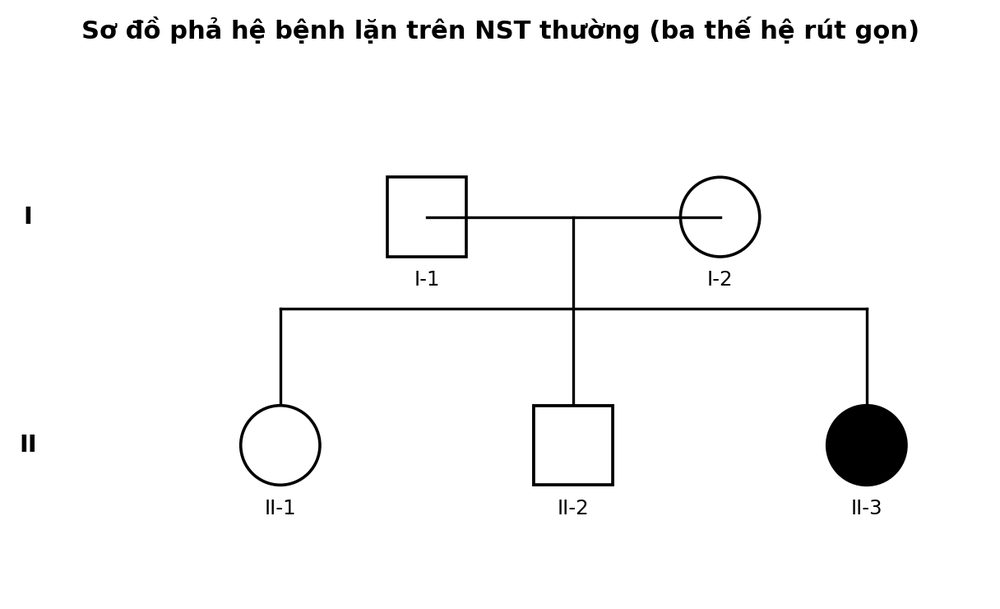 Sơ đồ phả hệ bệnh lặn trên NST thường (ba thế hệ rút gọn)
I
I-1
I-2
II
II-1
II-2
II-3